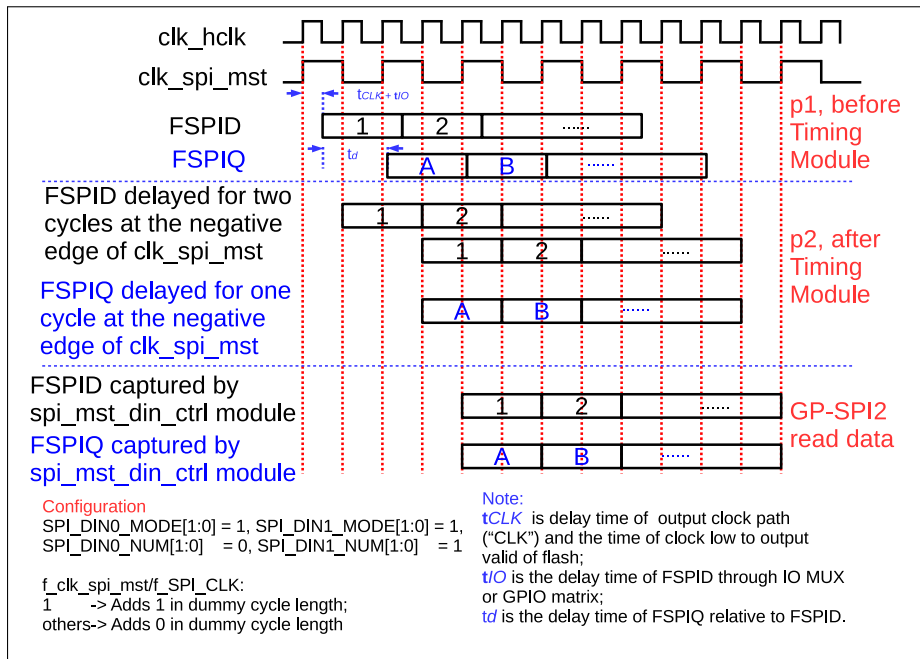 clk_hclk
clk_spi_mst
tCLK + tIO
FSPID
1 2 ......
FSPIQ
td
A B ......
p1, before
Timing
Module
FSPID delayed for two
cycles at the negative
edge of clk_spi_mst
1 2 ......
1 2 ......
FSPIQ delayed for one
cycle at the negative
edge of clk_spi_mst
A B ......
p2, after
Timing
Module
FSPID captured by
spi_mst_din_ctrl module
1 2 ......
FSPIQ captured by
spi_mst_din_ctrl module
A B ......
GP-SPI2
read data
Configuration
SPI_DIN0_MODE[1:0] = 1, SPI_DIN1_MODE[1:0] = 1,
SPI_DIN0_NUM[1:0] = 0, SPI_DIN1_NUM[1:0] = 1
f_clk_spi_mst/f_SPI_CLK:
1 -> Adds 1 in dummy cycle length;
others-> Adds 0 in dummy cycle length
Note:
tCLK is delay time of output clock path
("CLK") and the time of clock low to output
valid of flash;
tIO is the delay time of FSPID through IO MUX
or GPIO matrix;
td is the delay time of FSPIQ relative to FSPID.